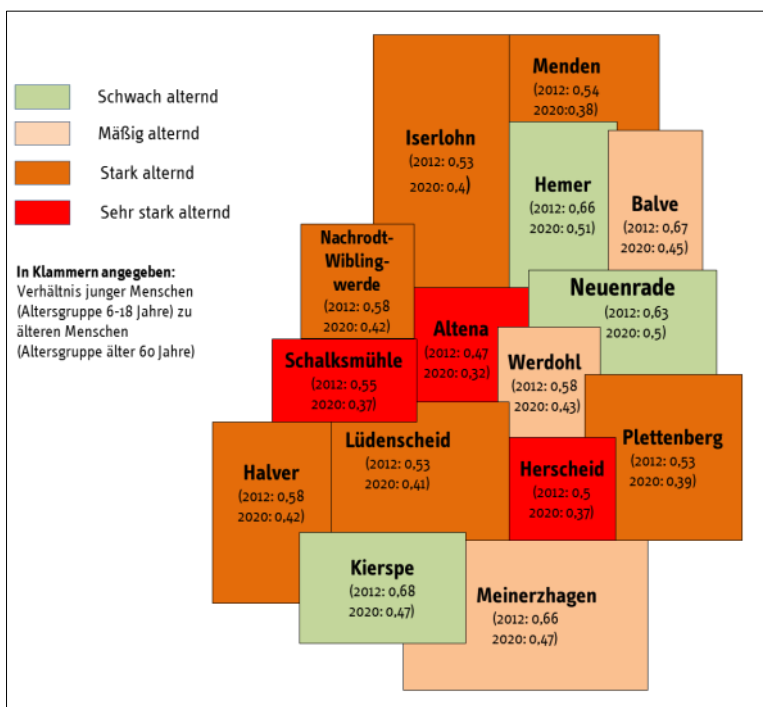 Schwach alternd
Mäßig alternd
Stark alternd
Sehr stark alternd
In Klammern angegeben:
Verhältnis junger Menschen
(Altersgruppe 6-18 Jahre) zu
älteren Menschen
(Altersgruppe älter 60 Jahre)
Menden
(2012: 0,54
2020:0,38)
Iserlohn
(2012: 0,53
2020: 0,4)
Hemer
(2012: 0,66
2020: 0,51)
Balve
(2012: 0,67
2020: 0,45)
Nachrodt-
Wibling-
werde
(2012: 0,58
2020: 0,42)
Neuenrade
(2012: 0,63
2020: 0,5)
Altena
(2012: 0,47
2020: 0,32)
Schalksmühle
(2012: 0,55
2020: 0,37)
Werdohl
(2012: 0,58
2020: 0,43)
Plettenberg
(2012: 0,53
2020: 0,39)
Lüdenscheid
(2012: 0,53
2020: 0,41)
Halver
(2012: 0,58
2020: 0,42)
Herscheid
(2012: 0,5
2020: 0,37)
Kierspe
(2012: 0,68
2020: 0,47)
Meinerzhagen
(2012: 0,66
2020: 0,47)